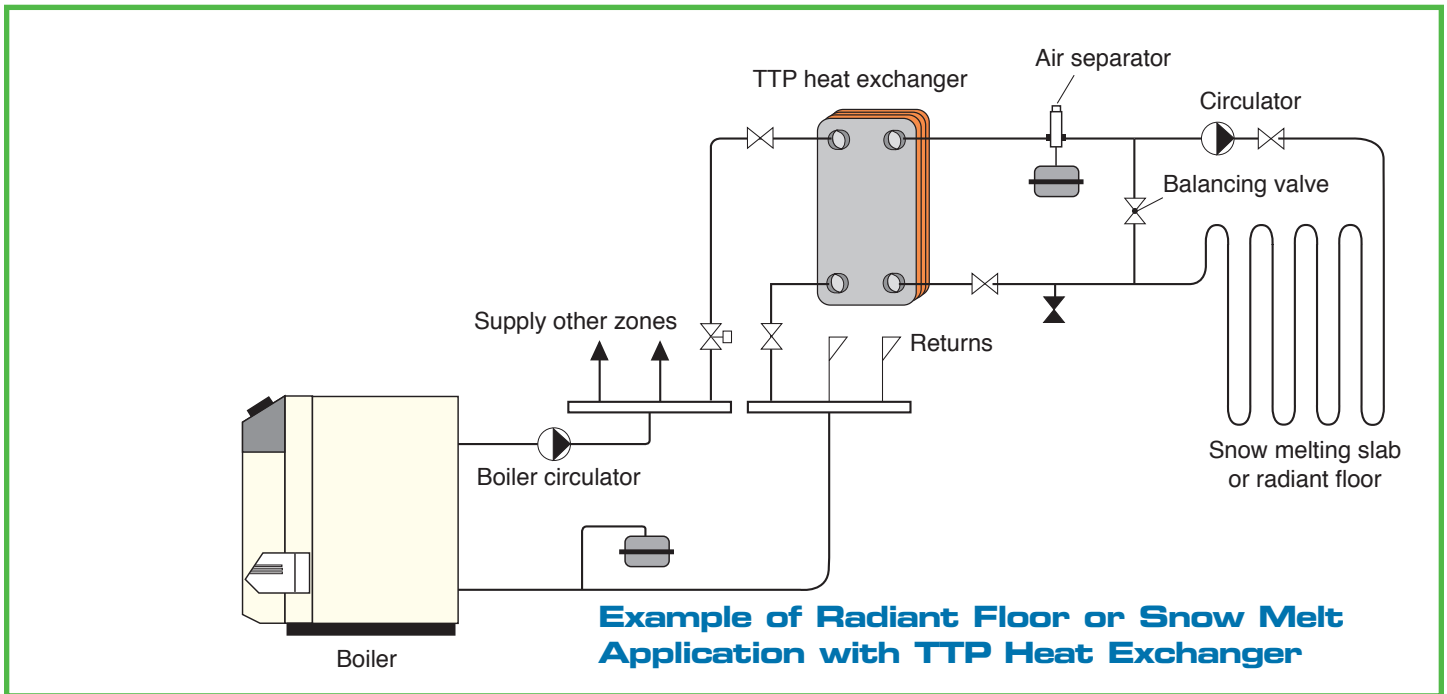 Air separator
TTP heat exchanger
Circulator
Balancing valve
Supply other zones
Returns
Boiler circulator
Snow melting slab
or radiant floor
Boiler
Example of Radiant Floor or Snow Melt
Application with TTP Heat Exchanger